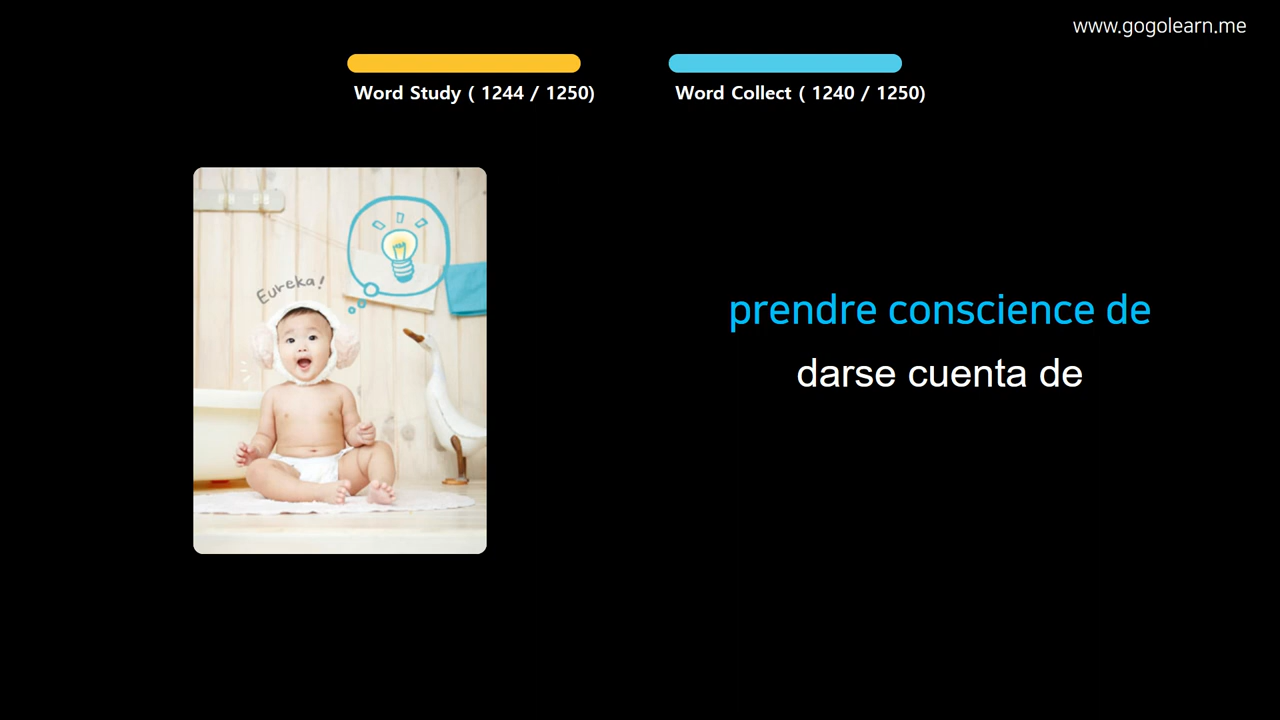 www.gogolearn.me
Word Study ( 1244 / 1250)
Word Collect ( 1240 / 1250)
Eureka!
prendre conscience de
darse cuenta de